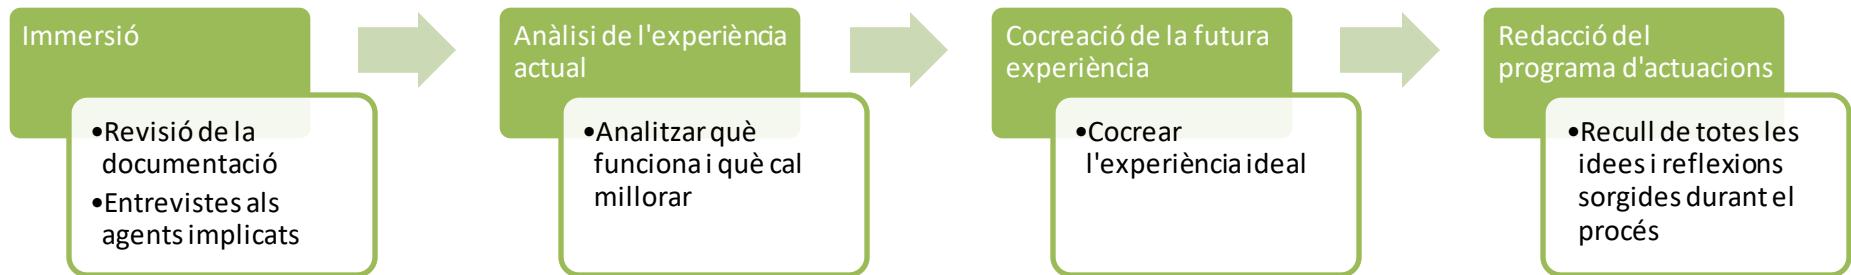 Immersió
•Revisió de la
documentació
•Entrevistes als
agents implicats
Anàlisi de l'experiència
actual
•Analitzar què
funciona i què cal
millorar
Cocreació de la futura
experiència
•Cocrear
l'experiència ideal
Redacció del
programa d'actuacions
•Recull de totes les
idees i reflexions
sorgides durant el
procés